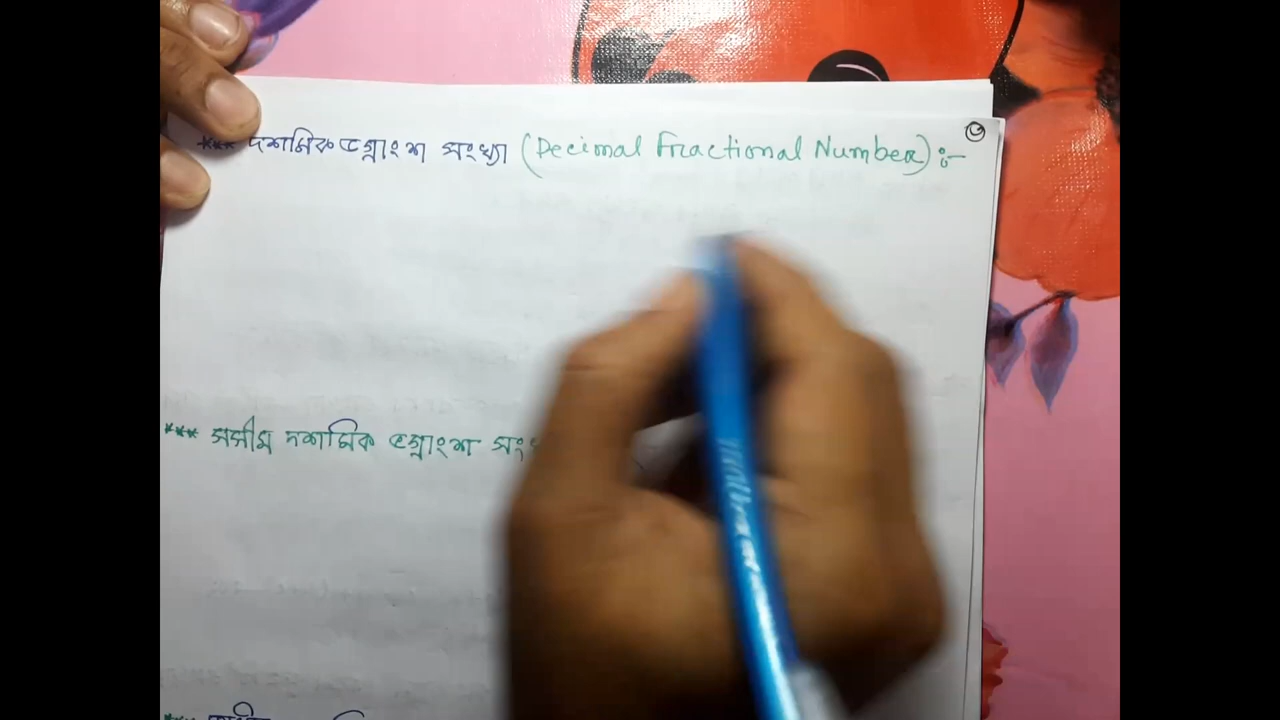 *** দশমিক ভগ্নাংশ সংখ্যা (Decimal Fractional Number) :-
*** সসীম দশমিক ভগ্নাংশ